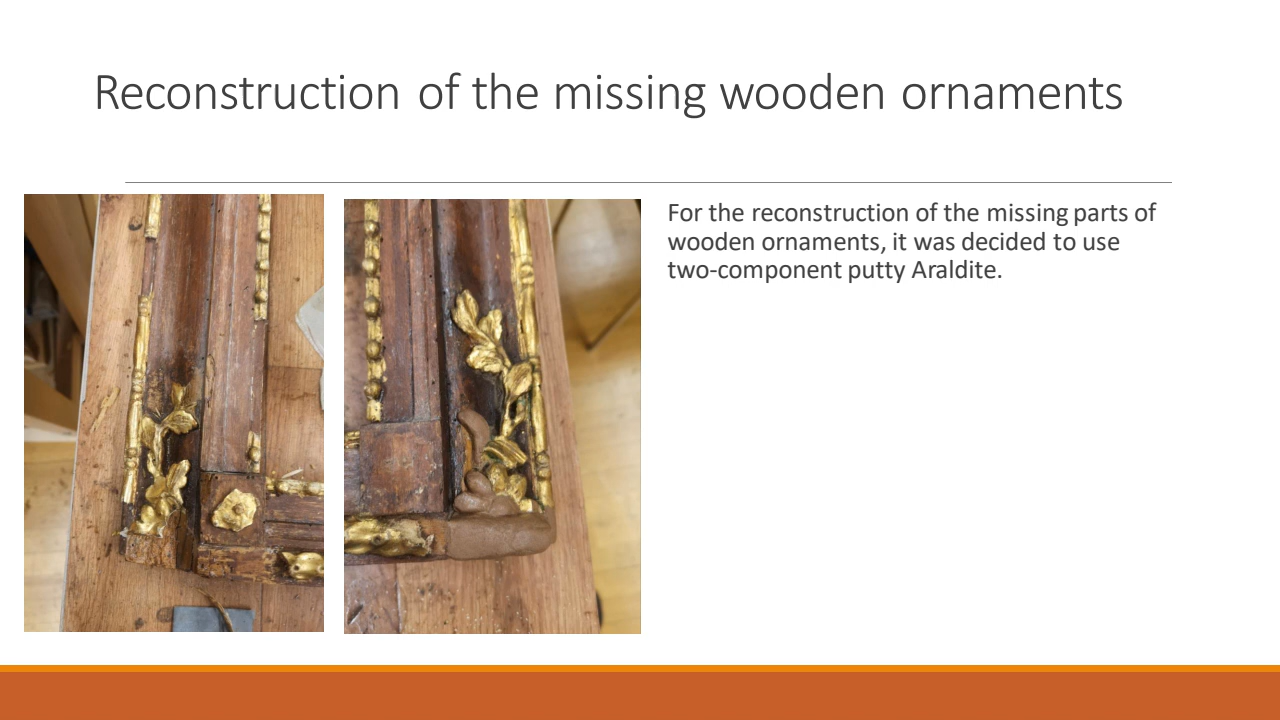 Reconstruction of the missing wooden ornaments
For the reconstruction of the missing parts of
wooden ornaments, it was decided to use
two-component putty Araldite.